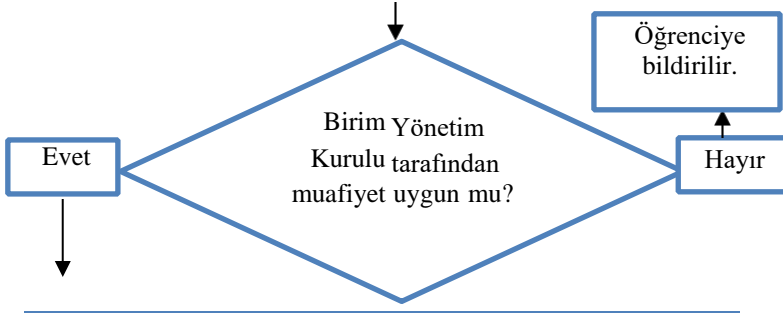 Öğrenciye
bildirilir.
Birim Yönetim
Kurulu tarafından
muafiyet uygun mu?
Evet
Hayır